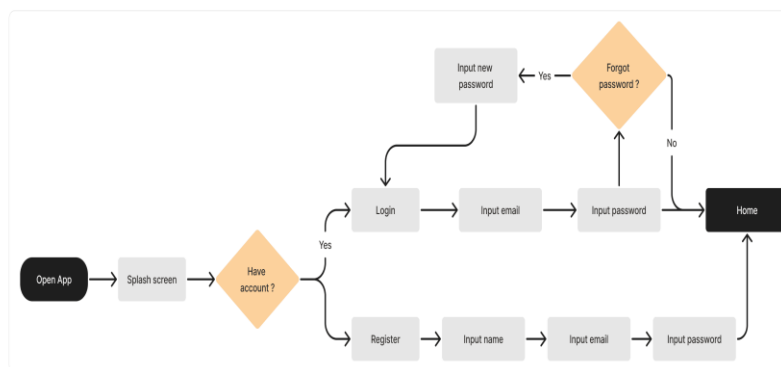 Input new
password
Yes
Forgot
password ?
No
Login
Input email
Input password
Home
Yes
Open App
Splash screen
Have
account ?
Register
Input name
Input email
Input password